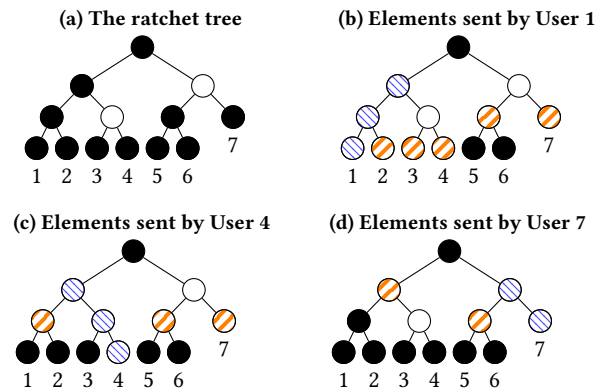 (a) The ratchet tree
(b) Elements sent by User 1
7
1 2 3 4 5 6
7
1 2 3 4 5 6
(c) Elements sent by User 4
(d) Elements sent by User 7
7
1 2 3 4 5 6
7
1 2 3 4 5 6